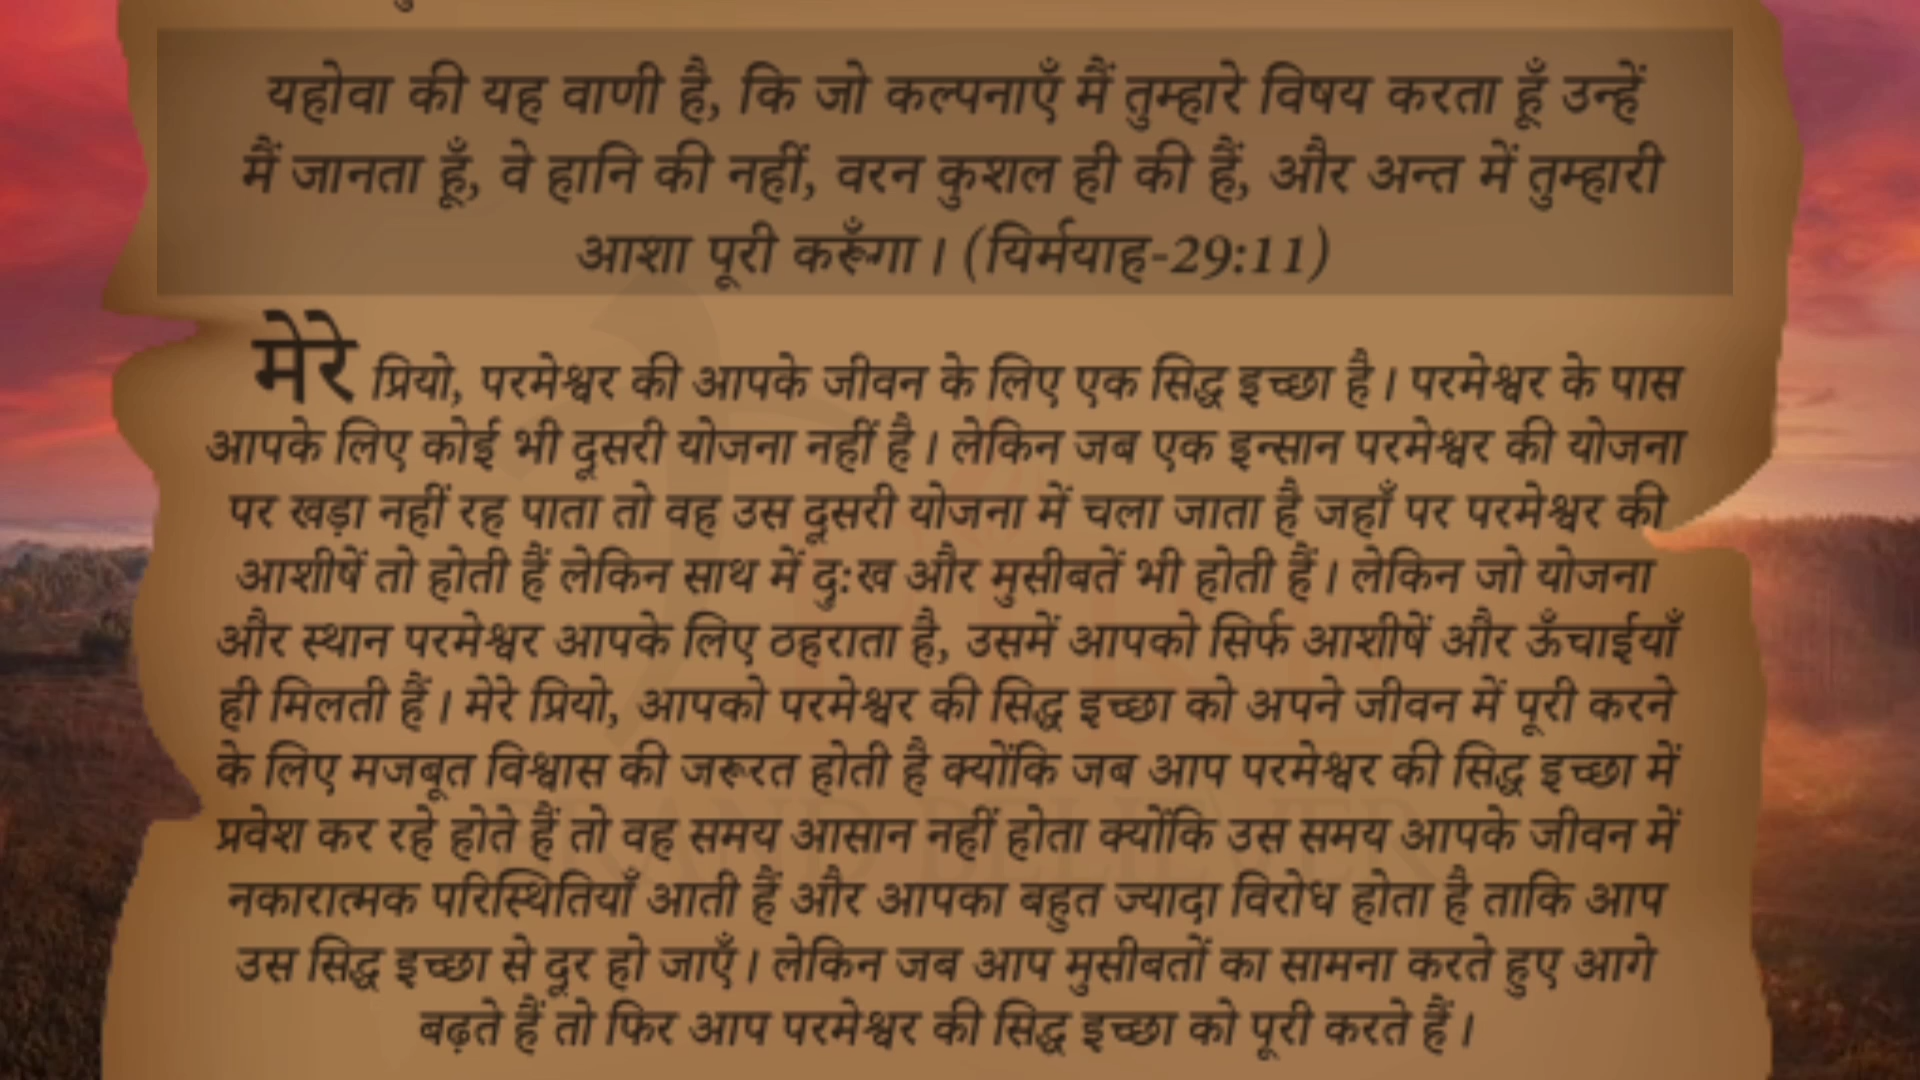 यहोवा की यह वाणी है, कि जो कल्पनाएँ मैं तुम्हारे विषय करता हूँ उन्हें
मैं जानता हूँ, वे हानि की नहीं, वरन कुशल ही की हैं, और अन्त में तुम्हारी
आशा पूरी करूँगा। (यिर्मयाह-29:11)
मेरे प्रियो, परमेश्वर की आपके जीवन के लिए एक सिद्ध इच्छा है। परमेश्वर के पास
आपके लिए कोई भी दूसरी योजना नहीं है। लेकिन जब एक इन्सान परमेश्वर की योजना
पर खड़ा नहीं रह पाता तो वह उस दूसरी योजना में चला जाता है जहाँ पर परमेश्वर की
आशीषें तो होती हैं लेकिन साथ में दु:ख और मुसीबतें भी होती हैं। लेकिन जो योजना
और स्थान परमेश्वर आपके लिए ठहराता है, उसमें आपको सिर्फ आशीषें और ऊँचाईयाँ
ही मिलती हैं। मेरे प्रियो, आपको परमेश्वर की सिद्ध इच्छा को अपने जीवन में पूरी करने
के लिए मजबूत विश्वास की जरूरत होती है क्योंकि जब आप परमेश्वर की सिद्ध इच्छा में
प्रवेश कर रहे होते हैं तो वह समय आसान नहीं होता क्योंकि उस समय आपके जीवन में
नकारात्मक परिस्थितियाँ आती हैं और आपका बहुत ज्यादा विरोध होता है ताकि आप
उस सिद्ध इच्छा से दूर हो जाएँ। लेकिन जब आप मुसीबतों का सामना करते हुए आगे
बढ़ते हैं तो फिर आप परमेश्वर की सिद्ध इच्छा को पूरी करते हैं।